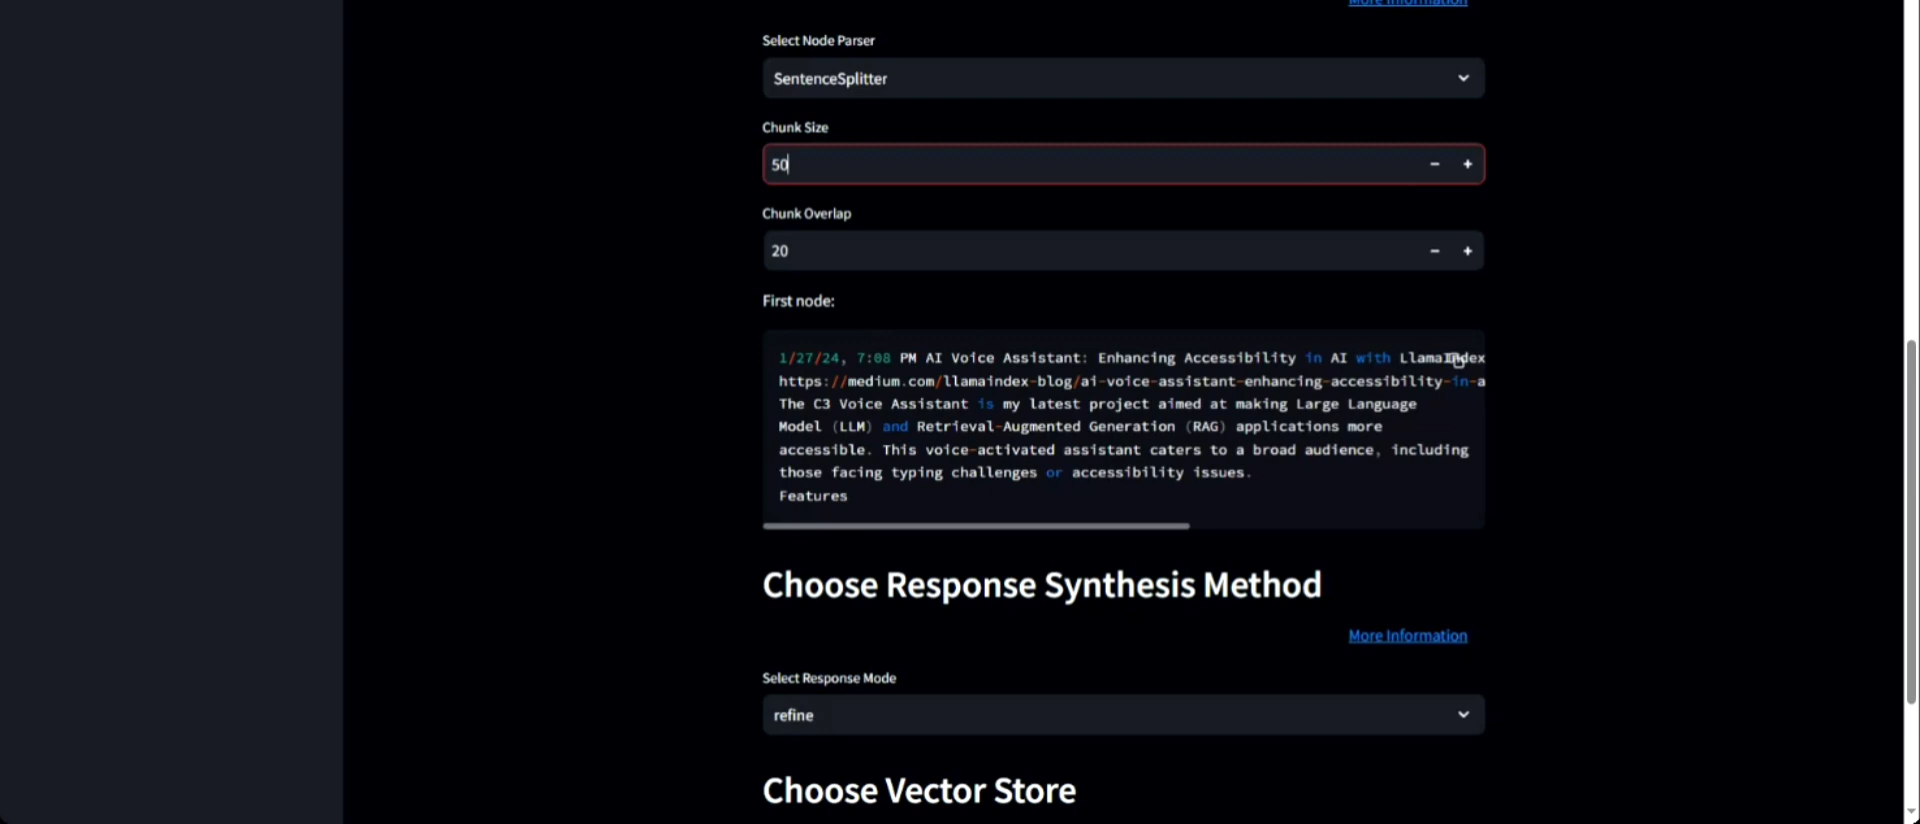 More Information
Select Node Parser
SentenceSplitter
Chunk Size
50
Chunk Overlap
20
First node:
1/27/24, 7:08 PM AI Voice Assistant: Enhancing Accessibility in AI with LlamaIndex
https://medium.com/llamaindex-blog/ai-voice-assistant-enhancing-accessibility-in-a
The C3 Voice Assistant is my latest project aimed at making Large Language
Model (LLM) and Retrieval-Augmented Generation (RAG) applications more
accessible. This voice-activated assistant caters to a broad audience, including
those facing typing challenges or accessibility issues.
Features
Choose Response Synthesis Method
More Information
Select Response Mode
refine
Choose Vector Store